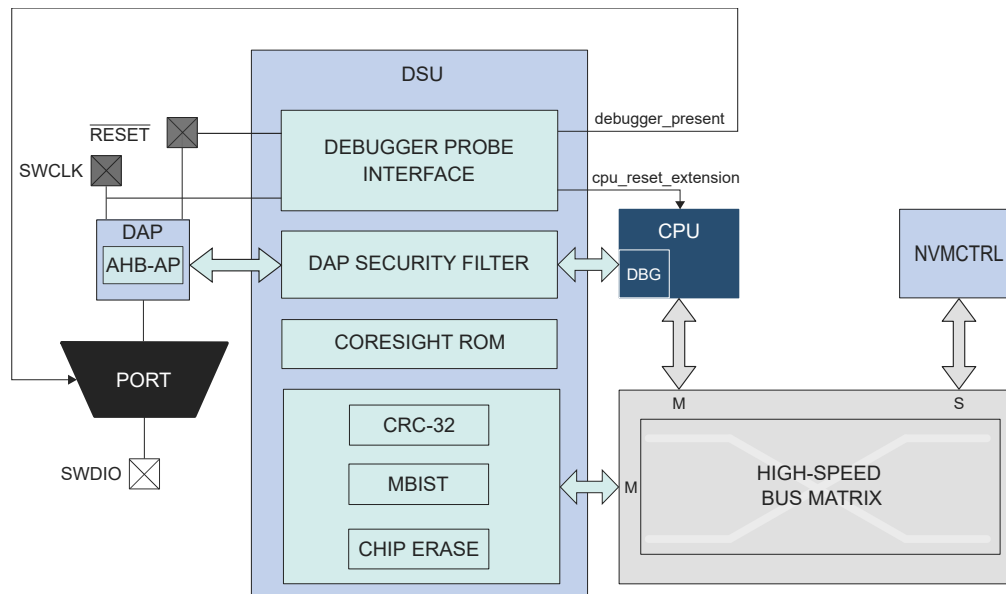 DSU
debugger_present
RESET
DEBUGGER PROBE
INTERFACE
SWCLK
cpu_reset_extension
DAP
CPU
AHB-AP
DAP SECURITY FILTER
DBG
NVMCTRL
CORESIGHT ROM
PORT
M
S
CRC-32
SWDIO
MBIST
M
HIGH-SPEED
BUS MATRIX
CHIP ERASE